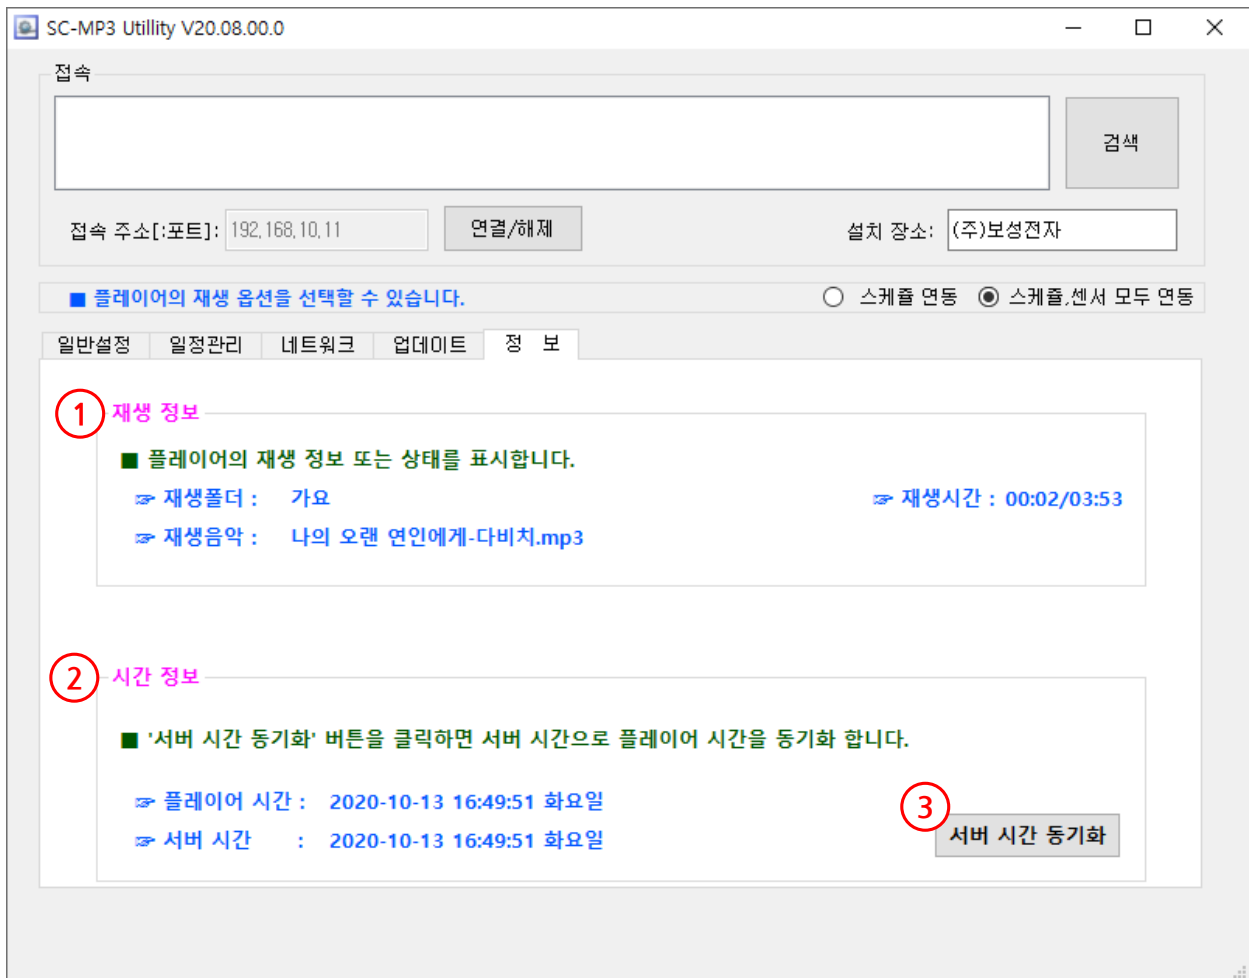 SC-MP3 Utillity V20.08.00.0
접속
검색
접속 주소[:포트]: 192,168,10,11 연결/해제 설치 장소: (주)보성전자
■ 플레이어의 재생 옵션을 선택할 수 있습니다. 스케쥴 연동 스케쥴,센서 모두 연동
일반설정 일정관리 네트워크 업데이트 정 보
1 재생 정보
■ 플레이어의 재생 정보 또는 상태를 표시합니다.
☞ 재생폴더 : 가요 ☞ 재생시간 : 00:02/03:53
☞ 재생음악 : 나의 오랜 연인에게-다비치.mp3
2 시간 정보
■ '서버 시간 동기화' 버튼을 클릭하면 서버 시간으로 플레이어 시간을 동기화 합니다.
☞ 플레이어 시간 : 2020-10-13 16:49:51 화요일
3
☞ 서버 시간 : 2020-10-13 16:49:51 화요일 서버 시간 동기화